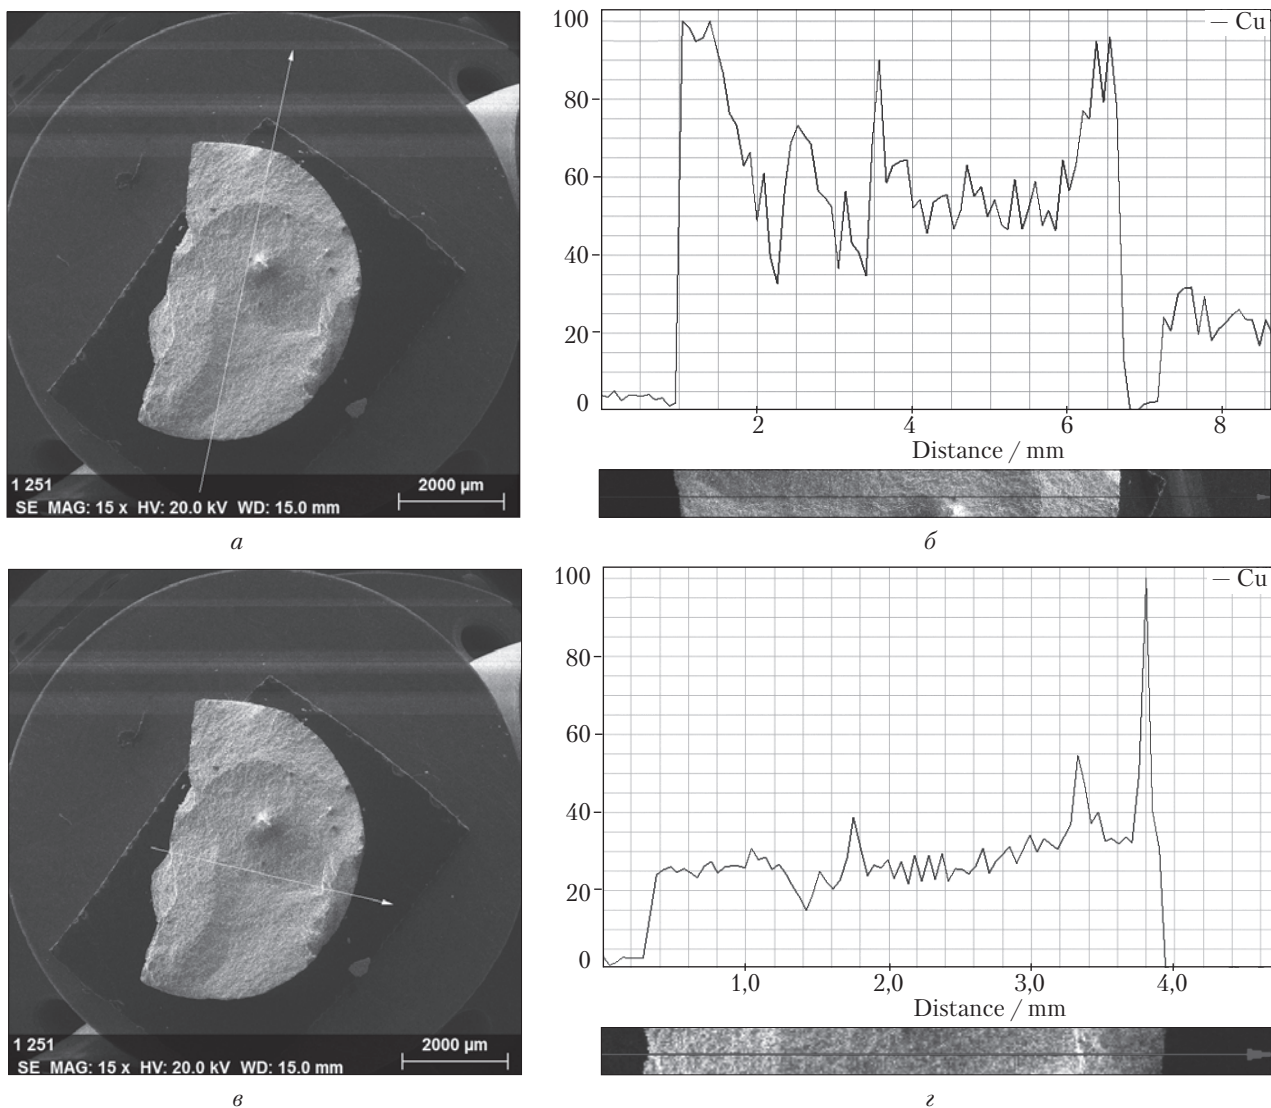 1 251
2000 µm
SE MAG: 15 x HV: 20.0 kV WD: 15.0 mm
а
100
80
60
40
20
0
— Cu
2
4
6
8
Distance / mm
б
1 251
2000 µm
SE MAG: 15 x HV: 20.0 kV WD: 15.0 mm
в
100
80
60
40
20
0
— Cu
1,0
2,0
3,0
4,0
Distance / mm
г